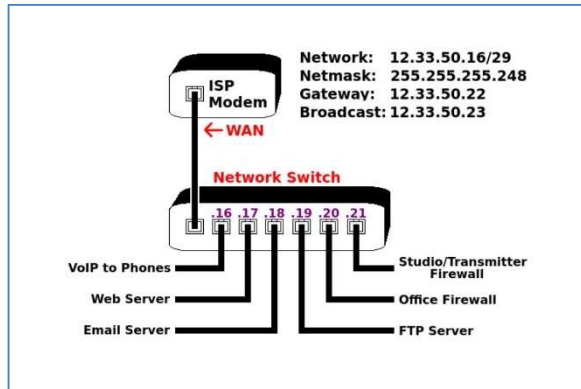 Network: 12.33.50.16/29
Netmask: 255.255.255.248
Gateway: 12.33.50.22
Broadcast: 12.33.50.23
ISP
Modem
← WAN
Network Switch
.16 .17 .18 .19 .20 .21
VoIP to Phones
Web Server
Email Server
Studio/Transmitter
Firewall
Office Firewall
FTP Server